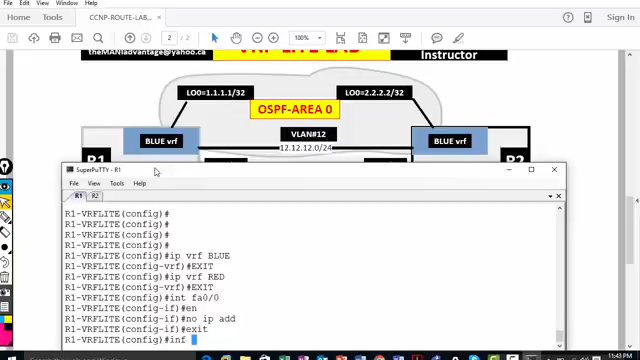 File Edit View Window Help
Home Tools CCNP-ROUTE-LAB... × Sign In
2 / 2 100% Share
theMANIadvantage@yahoo.ca VRF LITE LAB Instructor
LO0=1.1.1.1/32 LO0=2.2.2.2/32
OSPF-AREA 0
BLUE vrf VLAN#12 BLUE vrf
12.12.12.0/24
R1 R2
SuperPuTTY - R1
File View Tools Help
R1 R2
R1-VRFLITE(config)#
R1-VRFLITE(config)#
R1-VRFLITE(config)#
R1-VRFLITE(config)#
R1-VRFLITE(config)#ip vrf BLUE
R1-VRFLITE(config-vrf)#EXIT
R1-VRFLITE(config)#ip vrf RED
R1-VRFLITE(config-vrf)#EXIT
R1-VRFLITE(config)#int fa0/0
R1-VRFLITE(config-if)#en
R1-VRFLITE(config-if)#no ip add
R1-VRFLITE(config-if)#exit
R1-VRFLITE(config)#inf
11:43 PM